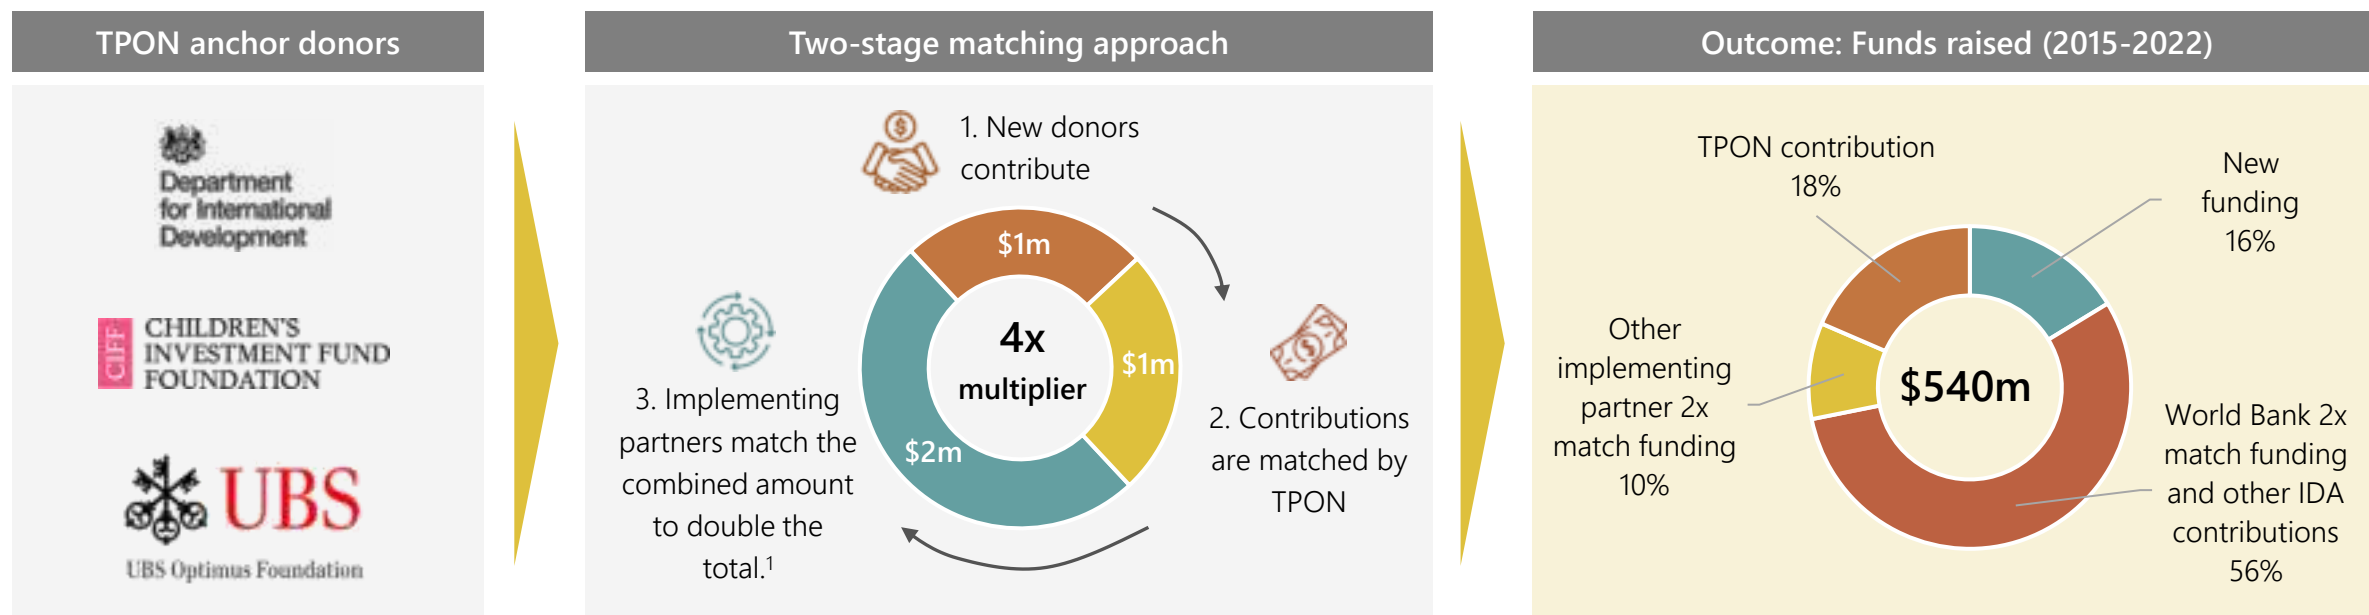 TPON anchor donors
Department
for International
Development
CIFF
CHILDREN'S
INVESTMENT FUND
FOUNDATION
UBS
UBS Optimus Foundation
Two-stage matching approach
1. New donors
contribute
$1m
$1m
$2m
4x
multiplier
2. Contributions
are matched by
TPON
3. Implementing
partners match the
combined amount
to double the
total.¹
Outcome: Funds raised (2015-2022)
TPON contribution
18%
New
funding
16%
Other
implementing
partner 2x
match funding
10%
$540m
World Bank 2x
match funding
and other IDA
contributions
56%